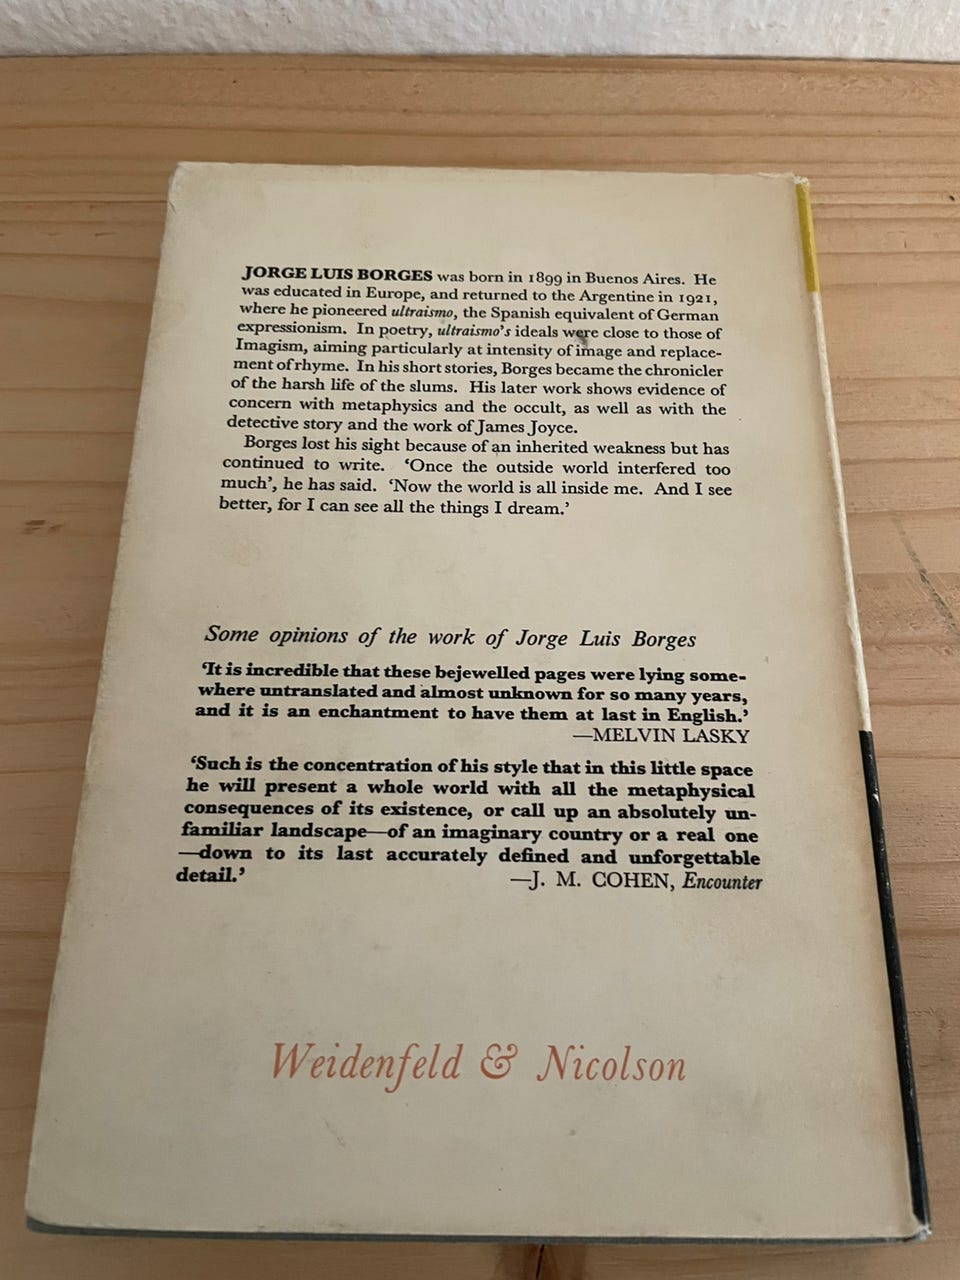 JORGE LUIS BORGES was born in 1899 in Buenos Aires. He
was educated in Europe, and returned to the Argentine in 1921,
where he pioneered ultraismo, the Spanish equivalent of German
expressionism. In poetry, ultraismo's ideals were close to those of
Imagism, aiming particularly at intensity of image and replace-
ment of rhyme. In his short stories, Borges became the chronicler
of the harsh life of the slums. His later work shows evidence of
concern with metaphysics and the occult, as well as with the
detective story and the work of James Joyce.
Borges lost his sight because of an inherited weakness but has
continued to write. ‘Once the outside world interfered too
much’, he has said. ‘Now the world is all inside me. And I see
better, for I can see all the things I dream.’
Some opinions of the work of Jorge Luis Borges
‘It is incredible that these bejewelled pages were lying some-
where untranslated and almost unknown for so many years,
and it is an enchantment to have them at last in English.’
—MELVIN LASKY
‘Such is the concentration of his style that in this little space
he will present a whole world with all the metaphysical
consequences of its existence, or call up an absolutely un-
familiar landscape—of an imaginary country or a real one
—down to its last accurately defined and unforgettable
detail.’ —J. M. COHEN, Encounter
Weidenfeld & Nicolson